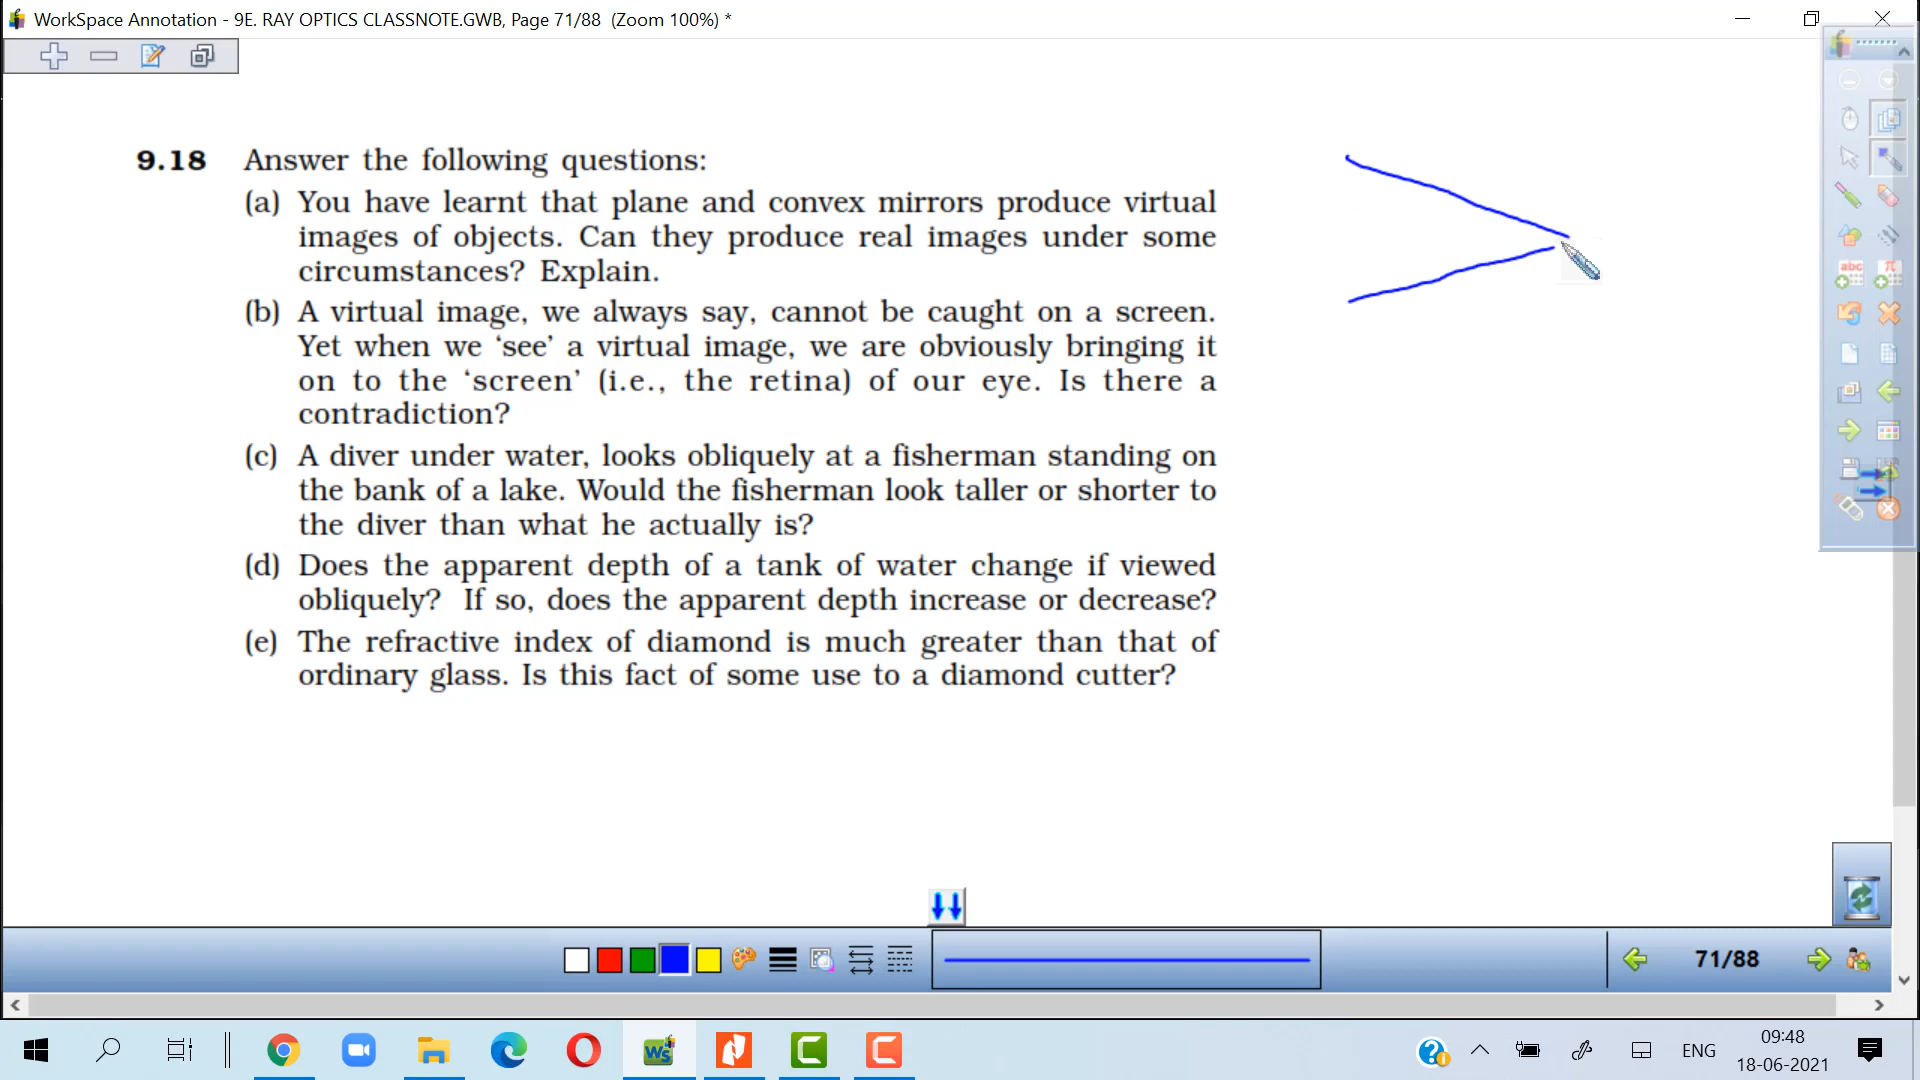 WorkSpace Annotation - 9E. RAY OPTICS CLASSNOTE.GWB, Page 71/88 (Zoom 100%) *
9.18 Answer the following questions:
(a) You have learnt that plane and convex mirrors produce virtual
images of objects. Can they produce real images under some
circumstances? Explain.
(b) A virtual image, we always say, cannot be caught on a screen.
Yet when we ‘see’ a virtual image, we are obviously bringing it
on to the ‘screen’ (i.e., the retina) of our eye. Is there a
contradiction?
(c) A diver under water, looks obliquely at a fisherman standing on
the bank of a lake. Would the fisherman look taller or shorter to
the diver than what he actually is?
(d) Does the apparent depth of a tank of water change if viewed
obliquely? If so, does the apparent depth increase or decrease?
(e) The refractive index of diamond is much greater than that of
ordinary glass. Is this fact of some use to a diamond cutter?
abc π
71/88
WS
ENG
09:48
18-06-2021